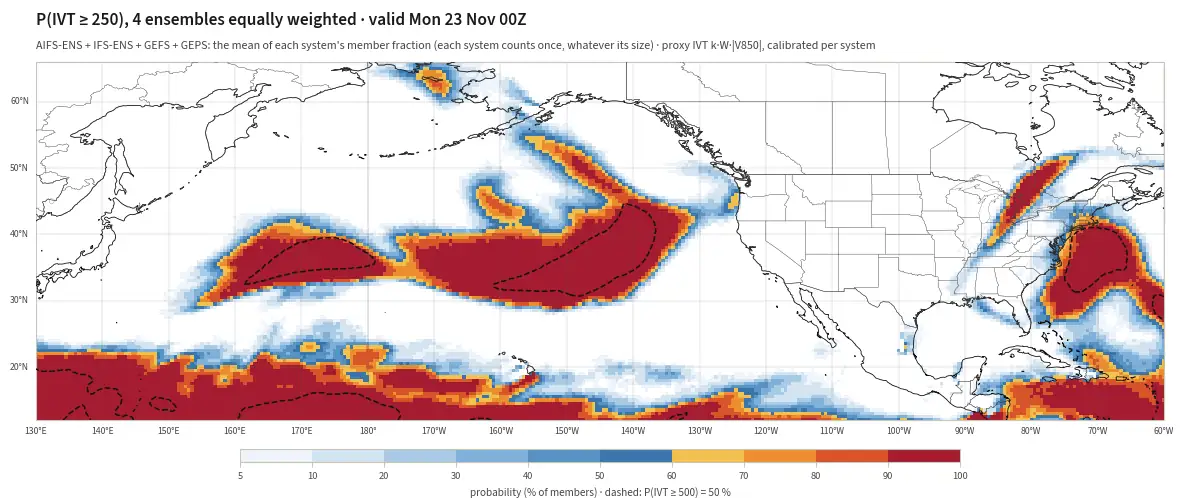 P(IVT ≥ 250), 4 ensembles equally weighted · valid Mon 23 Nov 00Z
AIFS-ENS + IFS-ENS + GEFS + GEPS: the mean of each system's member fraction (each system counts once, whatever its size) · proxy IVT k·W·|V850|, calibrated per system
60°N
50°N
40°N
30°N
20°N
130°E 140°E 150°E 160°E 170°E 180° 170°W 160°W 150°W 140°W 130°W 120°W 110°W 100°W 90°W 80°W 70°W 60°W
5 10 20 30 40 50 60 70 80 90 100
probability (% of members) · dashed: P(IVT ≥ 500) = 50 %